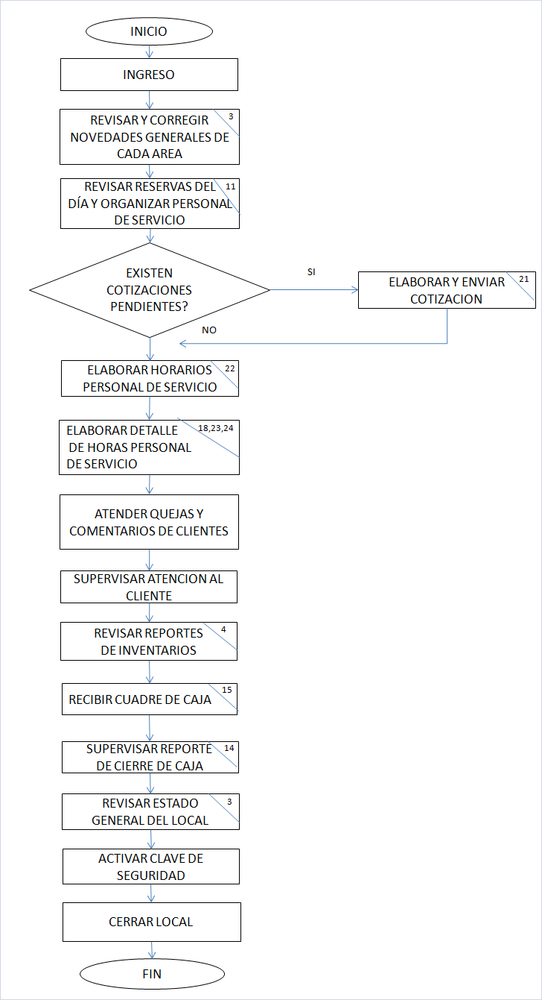 INICIO
INGRESO
3
REVISAR Y CORREGIR
NOVEDADES GENERALES DE
CADA AREA
REVISAR RESERVAS DEL 11
DÍA Y ORGANIZAR PERSONAL
DE SERVICIO
EXISTEN
COTIZACIONES
PENDIENTES?
SI
21
ELABORAR Y ENVIAR
COTIZACION
NO
ELABORAR HORARIOS 22
PERSONAL DE SERVICIO
18,23,24
ELABORAR DETALLE
DE HORAS PERSONAL
DE SERVICIO
ATENDER QUEJAS Y
COMENTARIOS DE CLIENTES
SUPERVISAR ATENCION AL
CLIENTE
4
REVISAR REPORTES
DE INVENTARIOS
15
RECIBIR CUADRE DE CAJA
SUPERVISAR REPORTE 14
DE CIERRE DE CAJA
REVISAR ESTADO 3
GENERAL DEL LOCAL
ACTIVAR CLAVE DE
SEGURIDAD
CERRAR LOCAL
FIN